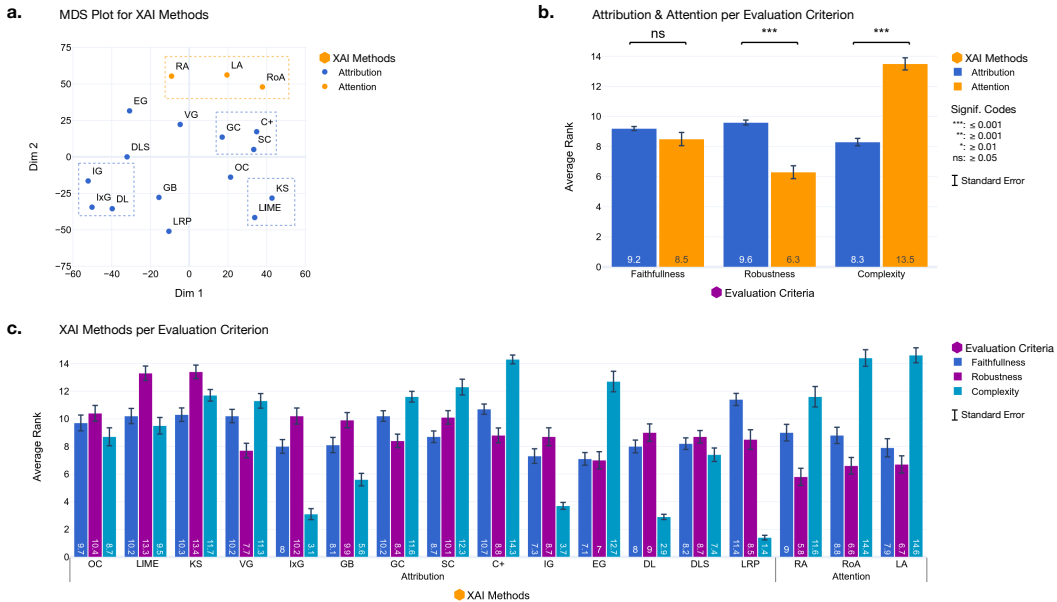 a.
MDS Plot for XAI Methods
75
50
25
0
−25
−50
−75
Dim 2
−60
−40
−20
0
20
40
60
Dim 1
RA
LA
RoA
EG
VG
GC
C+
SC
DLS
IG
IxG
DL
GB
OC
KS
LIME
LRP
XAI Methods
Attribution
Attention
b.
Attribution & Attention per Evaluation Criterion
ns
***
***
14
12
10
8
6
4
2
0
Average Rank
9.2
8.5
9.6
6.3
8.3
13.5
Faithfullness
Robustness
Complexity
Evaluation Criteria
XAI Methods
Attribution
Attention
Signif. Codes
***: ≤ 0.001
**: ≥ 0.001
*: ≥ 0.01
ns: ≥ 0.05
Standard Error
c.
XAI Methods per Evaluation Criterion
14
12
10
8
6
4
2
0
Average Rank
9.7 10.4 8.7
10.2 13.3 9.5
10.3 13.4 11.7
10.2 7.7 11.3
8 10.2 3.1
8.1 9.9 5.6
10.2 8.4 11.6
8.7 10.1 12.3
10.7 8.8 14.3
7.3 8.7 3.7
7.1 7 12.7
8 9 2.9
8.2 8.7 7.4
11.4 8.5 1.4
9 5.8 11.6
8.8 6.6 14.4
7.9 6.7 14.6
OC LIME KS VG IxG GB GC SC C+ IG EG DL DLS LRP RA RoA LA
Attribution Attention
XAI Methods
Evaluation Criteria
Faithfullness
Robustness
Complexity
Standard Error